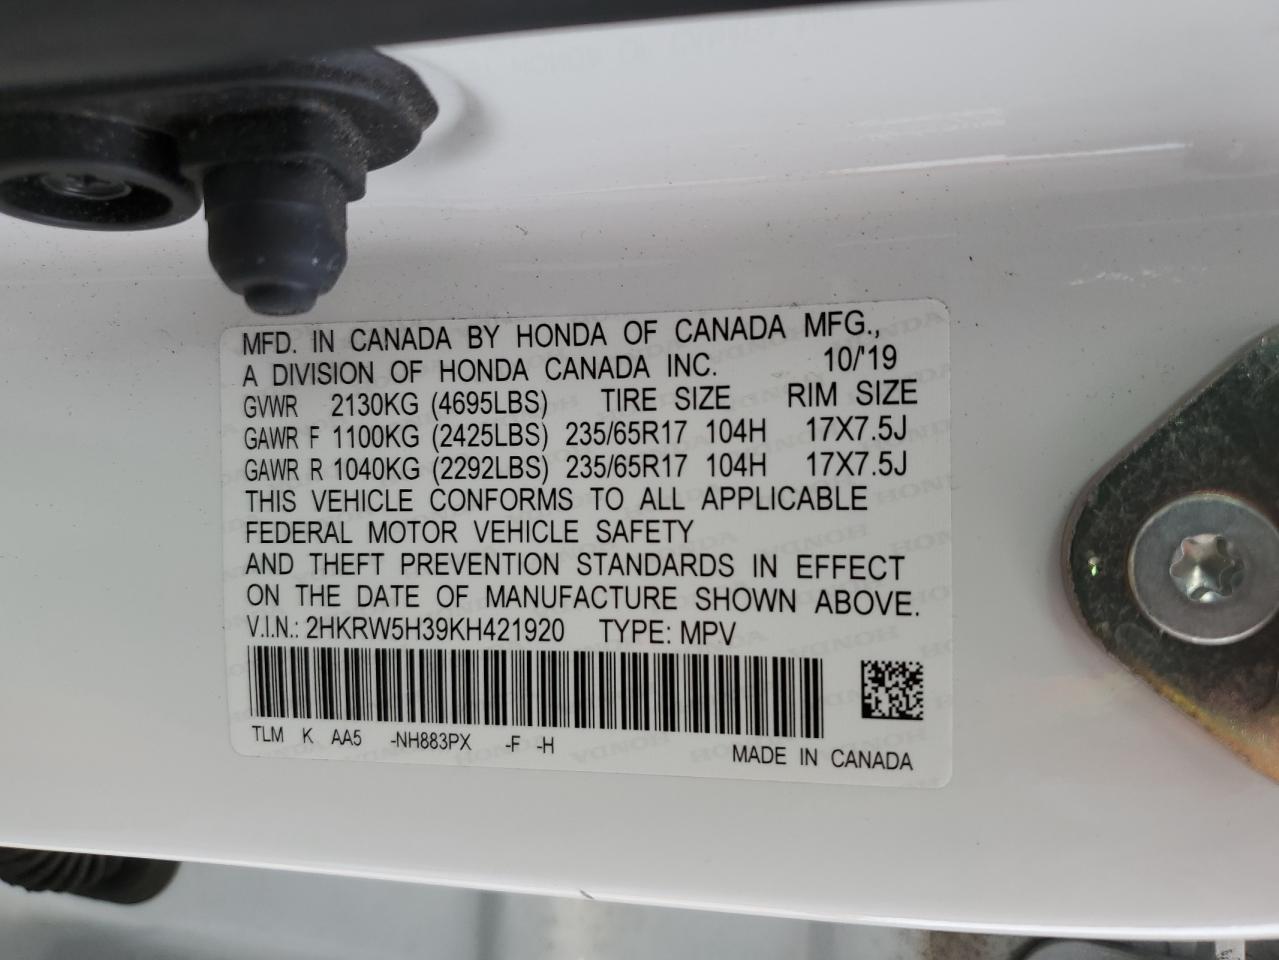 MFD. IN CANADA BY HONDA OF CANADA MFG.,
A DIVISION OF HONDA CANADA INC. 10/'19
GVWR 2130KG (4695LBS) TIRE SIZE RIM SIZE
GAWR F 1100KG (2425LBS) 235/65R17 104H 17X7.5J
GAWR R 1040KG (2292LBS) 235/65R17 104H 17X7.5J
THIS VEHICLE CONFORMS TO ALL APPLICABLE
FEDERAL MOTOR VEHICLE SAFETY
AND THEFT PREVENTION STANDARDS IN EFFECT
ON THE DATE OF MANUFACTURE SHOWN ABOVE.
V.I.N.: 2HKRW5H39KH421920 TYPE: MPV
TLM K AA5 -NH883PX -F -H
MADE IN CANADA